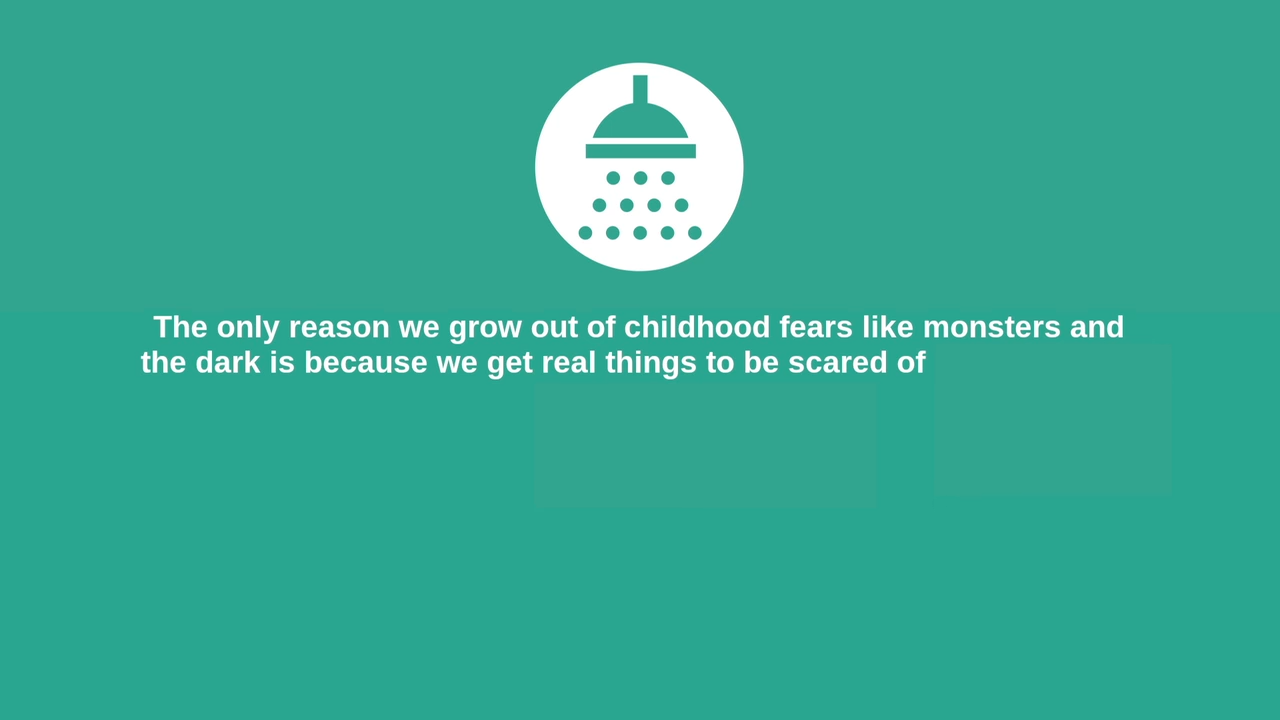 The only reason we grow out of childhood fears like monsters and
the dark is because we get real things to be scared of